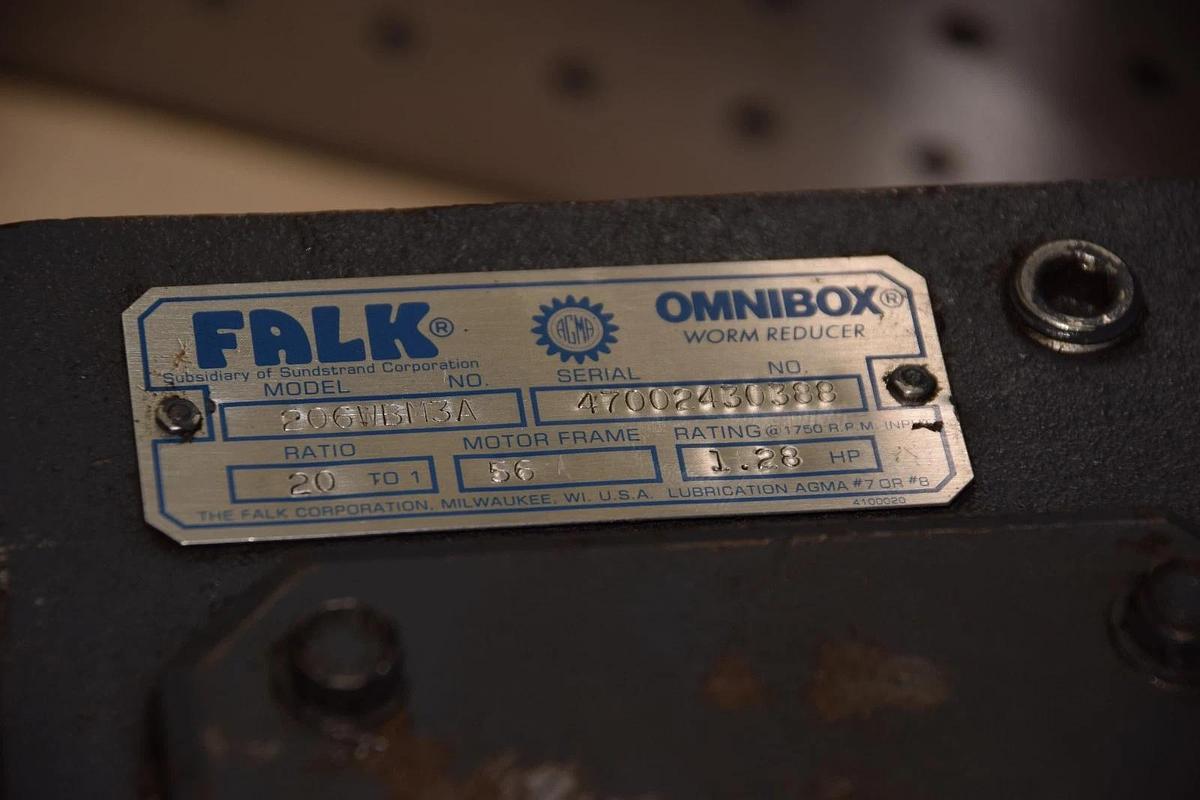 FALK® AGMA OMNIBOX®
WORM REDUCER
Subsidiary of Sundstrand Corporation
MODEL NO. SERIAL NO.
206WBM3A 47002430388
RATIO MOTOR FRAME RATING @ 1750 R.P.M. INP
20 TO 1 56 1.28 HP
THE FALK CORPORATION, MILWAUKEE, WI. U.S.A. LUBRICATION AGMA #7 OR #8
4100020